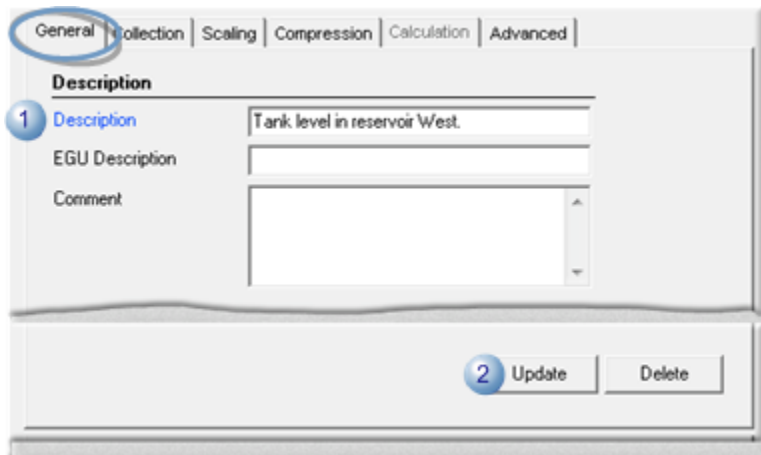 General Collection Scaling Compression Calculation Advanced
Description
1 Description Tank level in reservoir West.
EGU Description
Comment
2 Update Delete